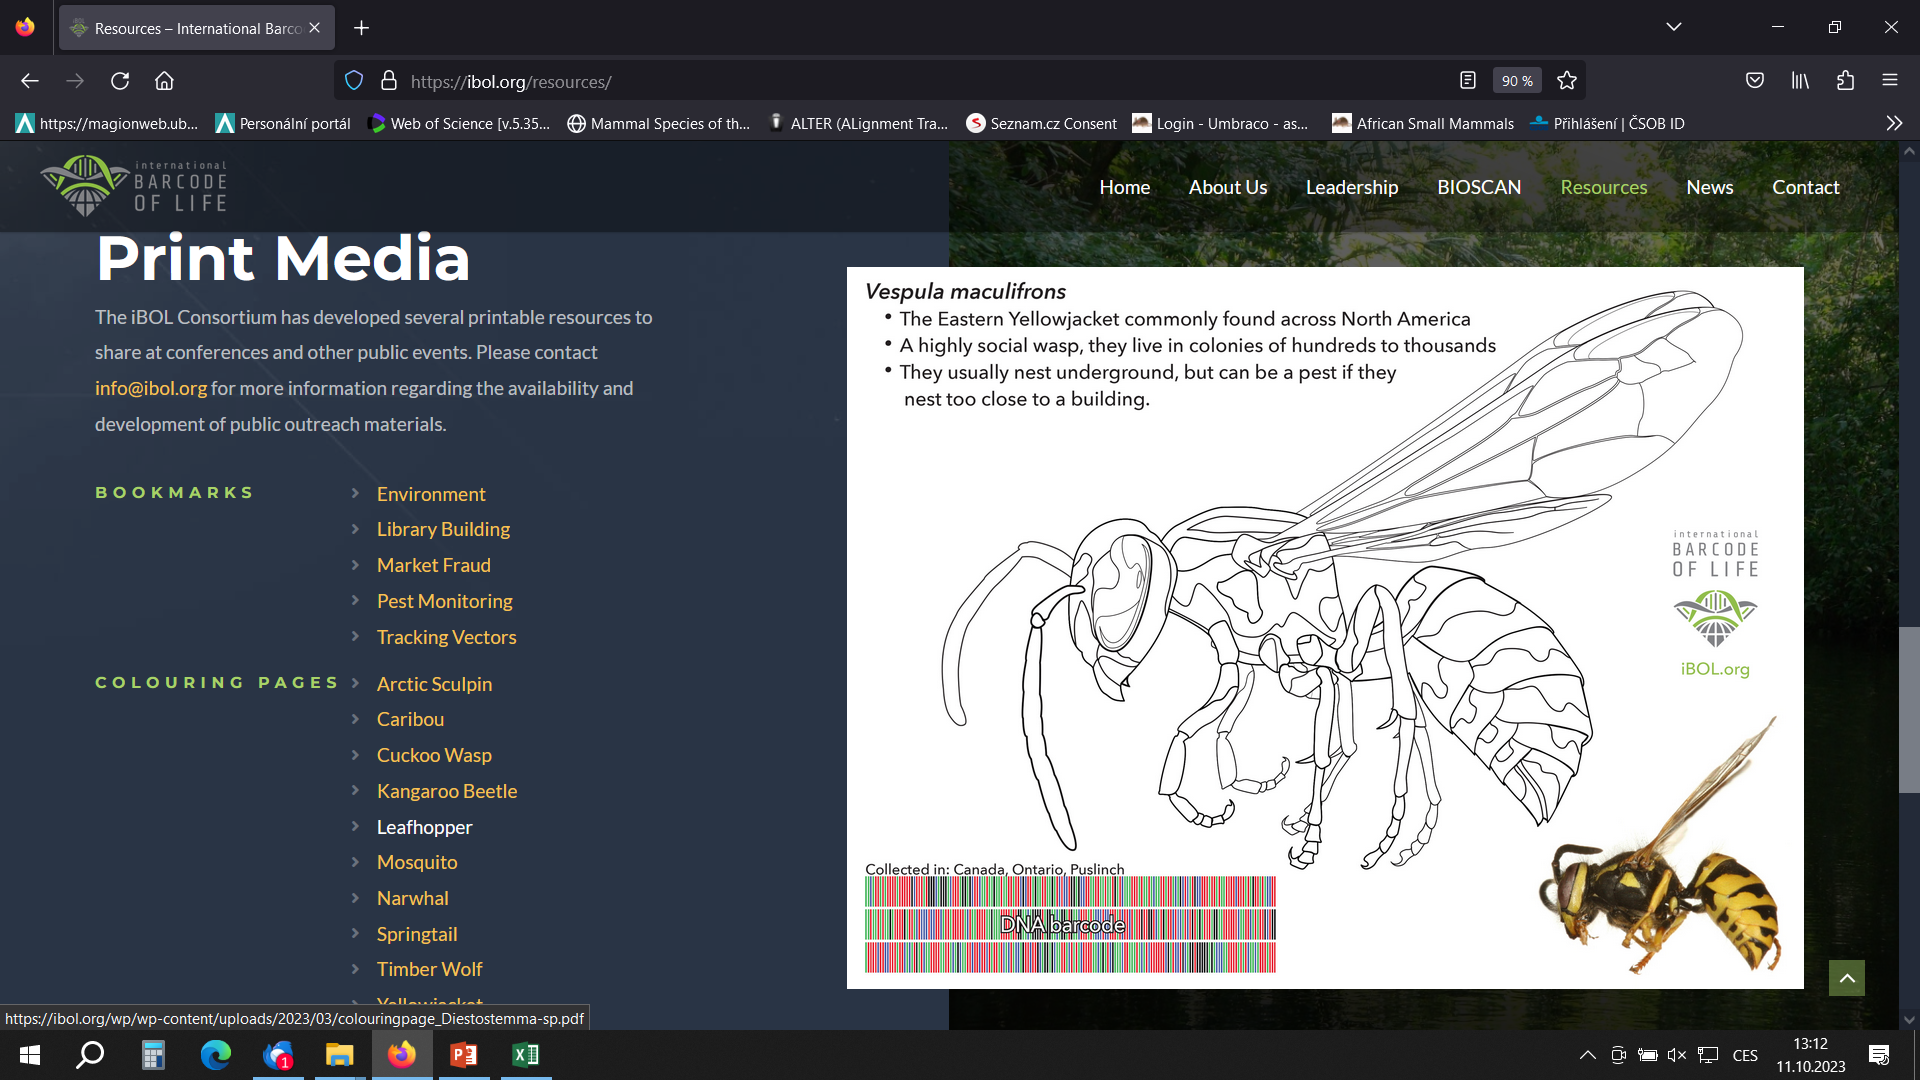 Resources – International Barco
https://ibol.org/resources/
90 %
https://magionweb.ub...
Personální portál
Web of Science [v.5.35...
Mammal Species of th...
ALTER (ALignment Tra...
Seznam.cz Consent
Login - Umbraco - as...
African Small Mammals
Přihlášení | ČSOB ID
international
BARCODE
OF LIFE
Home
About Us
Leadership
BIOSCAN
Resources
News
Contact
Print Media
The iBOL Consortium has developed several printable resources to
share at conferences and other public events. Please contact
info@ibol.org for more information regarding the availability and
development of public outreach materials.
BOOKMARKS
Environment
Library Building
Market Fraud
Pest Monitoring
Tracking Vectors
COLOURING PAGES
Arctic Sculpin
Caribou
Cuckoo Wasp
Kangaroo Beetle
Leafhopper
Mosquito
Narwhal
Springtail
Timber Wolf
Yellowjacket
Vespula maculifrons
• The Eastern Yellowjacket commonly found across North America
• A highly social wasp, they live in colonies of hundreds to thousands
• They usually nest underground, but can be a pest if they
nest too close to a building.
international
BARCODE
OF LIFE
iBOL.org
Collected in: Canada, Ontario, Puslinch
DNA barcode
https://ibol.org/wp/wp-content/uploads/2023/03/colouringpage_Diestostemma-sp.pdf
1
CES
13:12
11.10.2023